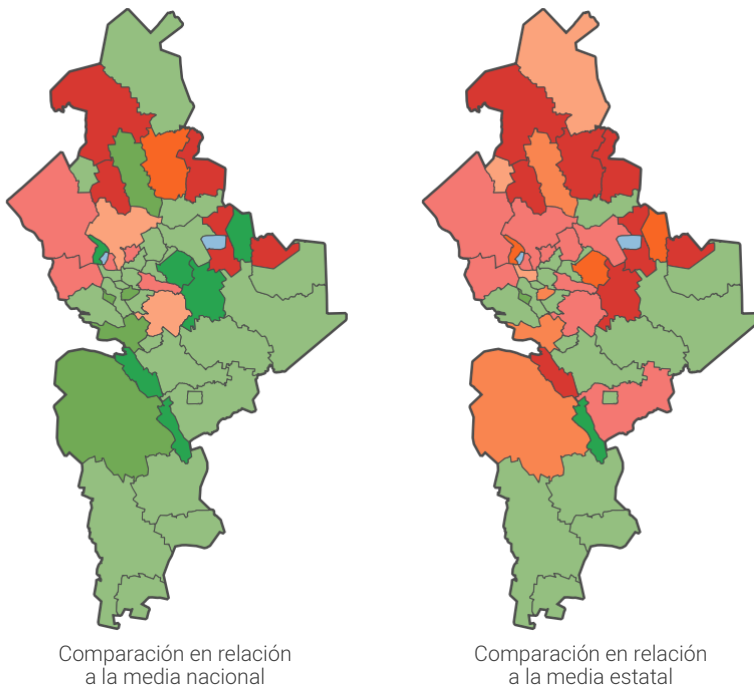 Comparación en relación
a la media nacional
Comparación en relación
a la media estatal